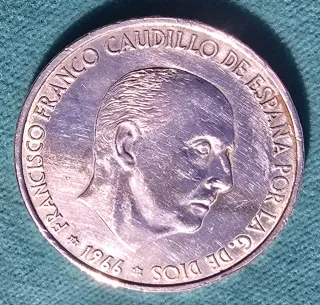 FRANCISCO FRANCO CAUDILLO DE ESPAÑA POR LA G. DE DIOS
* 1966 *